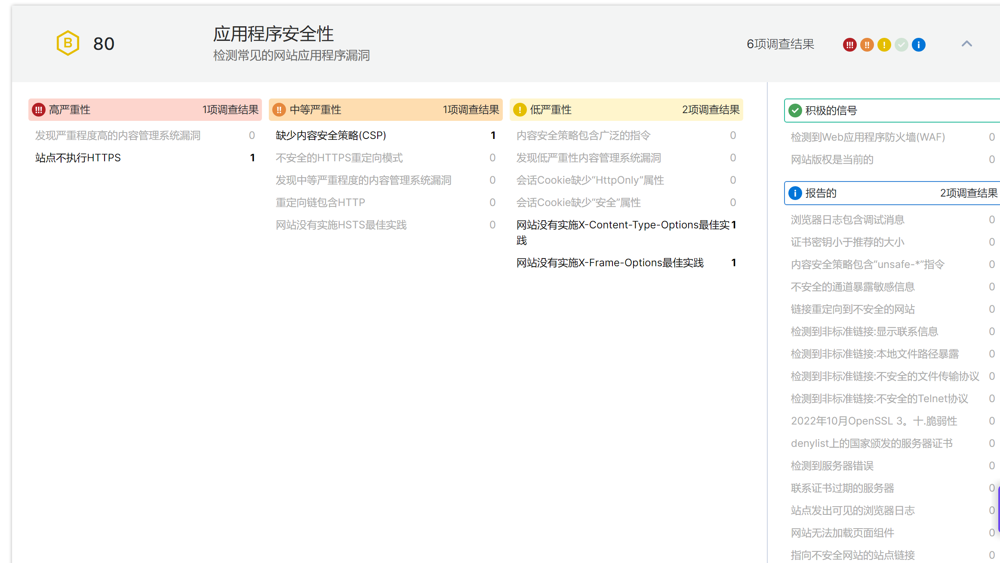 B
80
应用程序安全性
检测常见的网站应用程序漏洞
6项调查结果
高严重性 1项调查结果
发现严重程度高的内容管理系统漏洞 0
站点不执行HTTPS 1
中等严重性 1项调查结果
缺少内容安全策略(CSP) 1
不安全的HTTPS重定向模式 0
发现中等严重程度的内容管理系统漏洞 0
重定向链包含HTTP 0
网站没有实施HSTS最佳实践 0
低严重性 2项调查结果
内容安全策略包含广泛的指令 0
发现低严重性内容管理系统漏洞 0
会话Cookie缺少“HttpOnly”属性 0
会话Cookie缺少“安全”属性 0
网站没有实施X-Content-Type-Options最佳实 1
践
网站没有实施X-Frame-Options最佳实践 1
积极的信号
检测到Web应用程序防火墙(WAF) 0
网站版权是当前的 0
报告的 2项调查结果
浏览器日志包含调试消息 0
证书密钥小于推荐的大小 0
内容安全策略包含“unsafe-*”指令 0
不安全的通道暴露敏感信息 0
链接重定向到不安全的网站 0
检测到非标准链接:显示联系信息 0
检测到非标准链接:本地文件路径暴露 0
检测到非标准链接:不安全的文件传输协议 0
检测到非标准链接:不安全的Telnet协议 0
2022年10月OpenSSL 3。十.脆弱性 0
denylist上的国家颁发的服务器证书 0
检测到服务器错误 0
联系证书过期的服务器 0
站点发出可见的浏览器日志 0
网站无法加载页面组件 0
指向不安全网站的站点链接 0